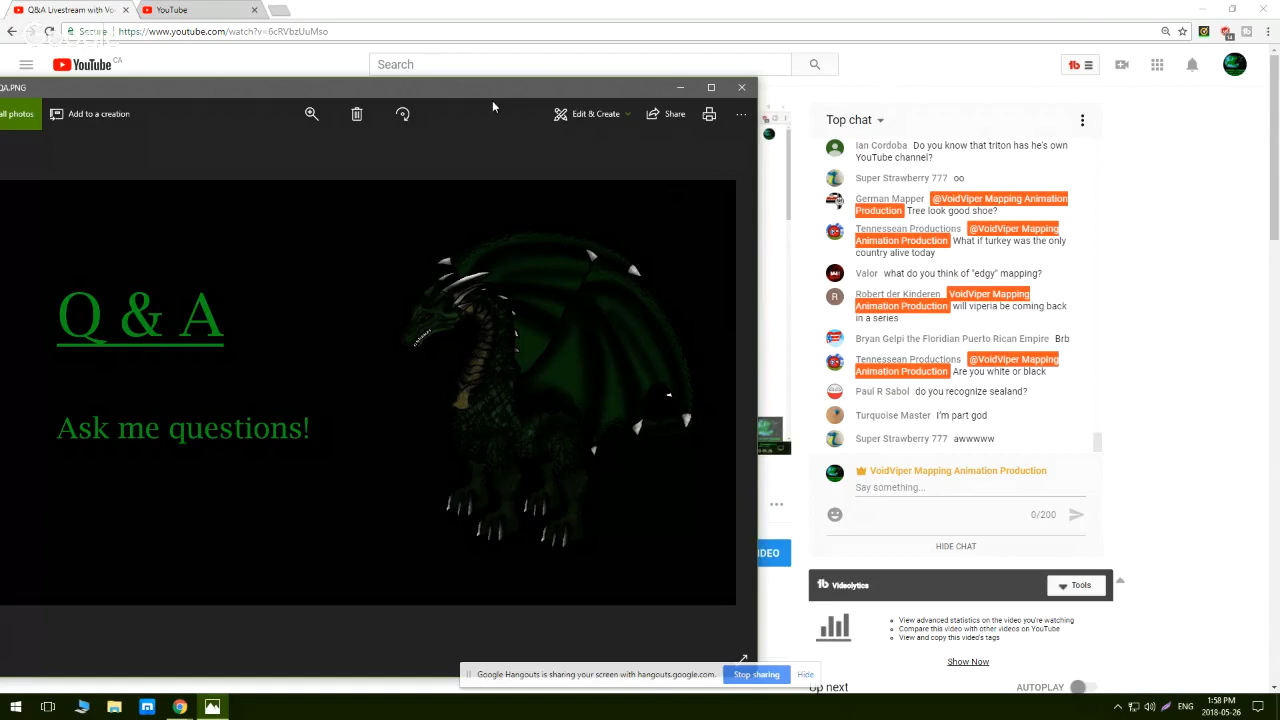 Q&A Livestream with Vo
YouTube
Secure
https://www.youtube.com/watch?v=6cRVbzUuMso
14
YouTube CA
Search
QA.PNG
all photos
Add to a creation
Edit & Create
Share
Q & A
Ask me questions!
Top chat
Ian Cordoba Do you know that triton has he's own
YouTube channel?
Super Strawberry 777 oo
German Mapper @VoidViper Mapping Animation
Production Tree look good shoe?
Tennessean Productions @VoidViper Mapping
Animation Production What if turkey was the only
country alive today
Valor what do you think of "edgy" mapping?
Robert der Kinderen VoidViper Mapping
Animation Production will viperia be coming back
in a series
Bryan Gelpi the Floridian Puerto Rican Empire Brb
Tennessean Productions @VoidViper Mapping
Animation Production Are you white or black
Paul R Sabol do you recognize sealand?
Turquoise Master I'm part god
Super Strawberry 777 awwwww
VoidViper Mapping Animation Production
Say something...
0/200
HIDE CHAT
IDEO
Videolytics
Tools
View advanced statistics on the video you're watching
Compare this video with other videos on YouTube
View and copy this video's tags
Show Now
Google Hangouts is sharing your screen with hangouts.google.com.
Stop sharing
Hide
Up next
AUTOPLAY
ENG
1:58 PM
2018-05-26